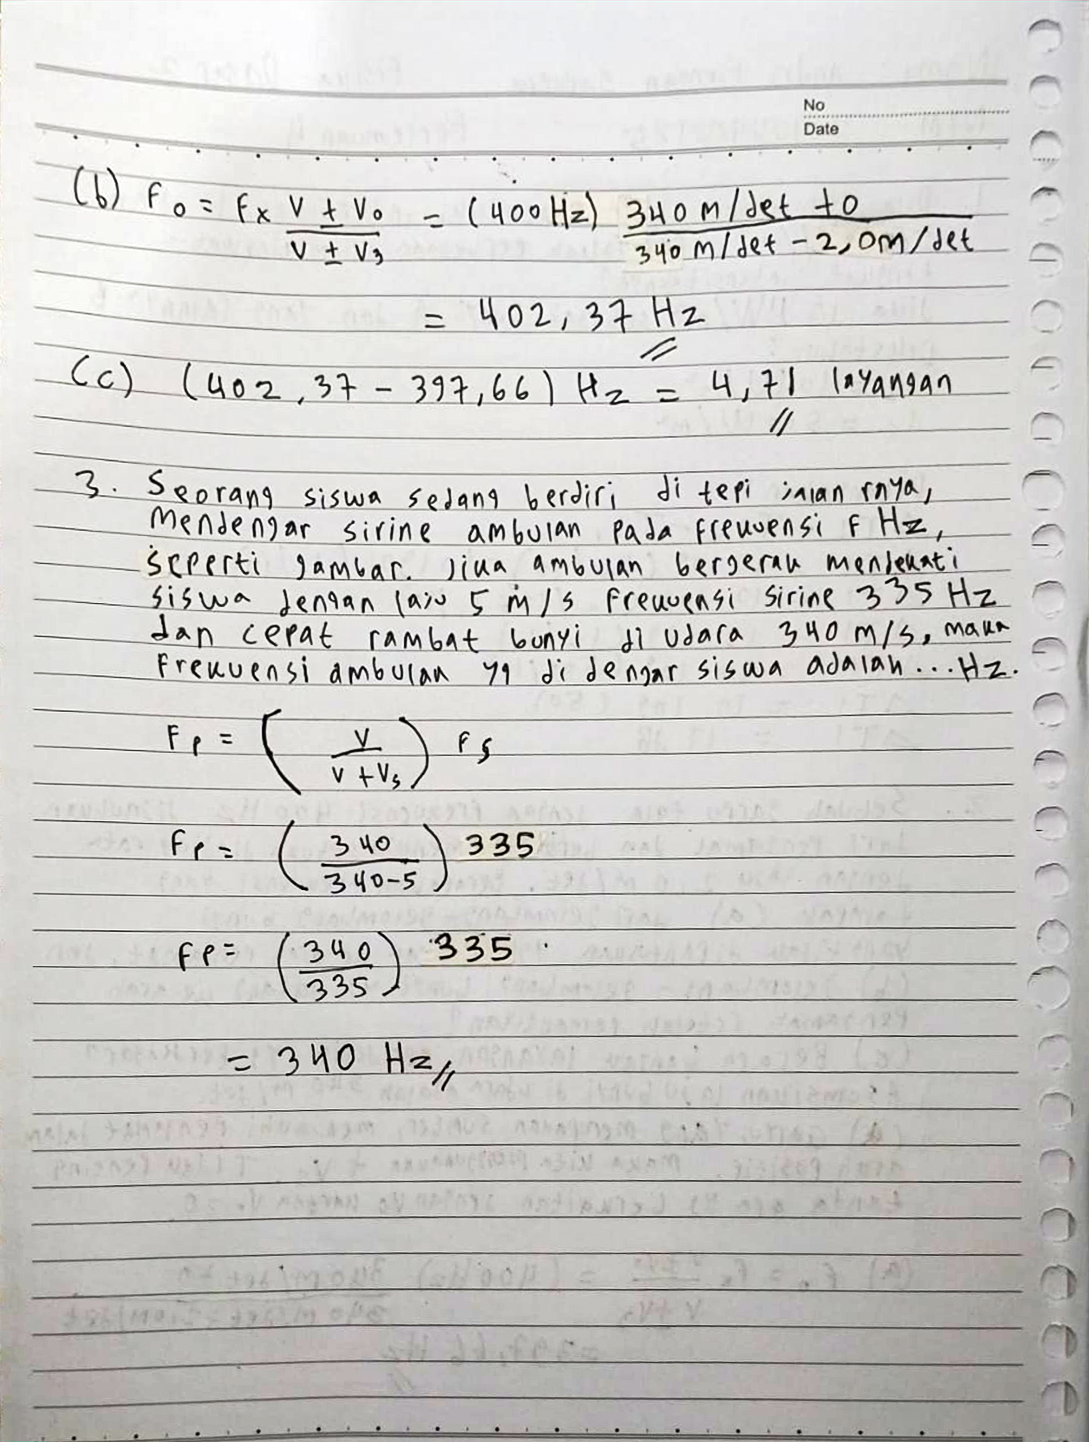 No
Date
(b) Fo = Fx V ± Vo / V ± Vs = (400 Hz) 340 m/det +0 / 340 m/det - 2,0 m/det
= 402,37 Hz
(c) (402,37 - 397,66) Hz = 4,71 layangan
3. Seorang siswa sedang berdiri di tepi jalan raya,
Mendengar sirine ambulan pada frekuensi F Hz,
seperti gambar. Jika ambulan bergerak mendekati
siswa dengan laju 5 m/s frekuensi sirine 335 Hz
dan cepat rambat bunyi di udara 340 m/s, maka
frekuensi ambulan yg di dengar siswa adalah ... Hz.
Fp = ( V / V + Vs ) Fs
Fp = ( 340 / 340-5 ) 335
Fp = ( 340 / 335 ) 335
= 340 Hz